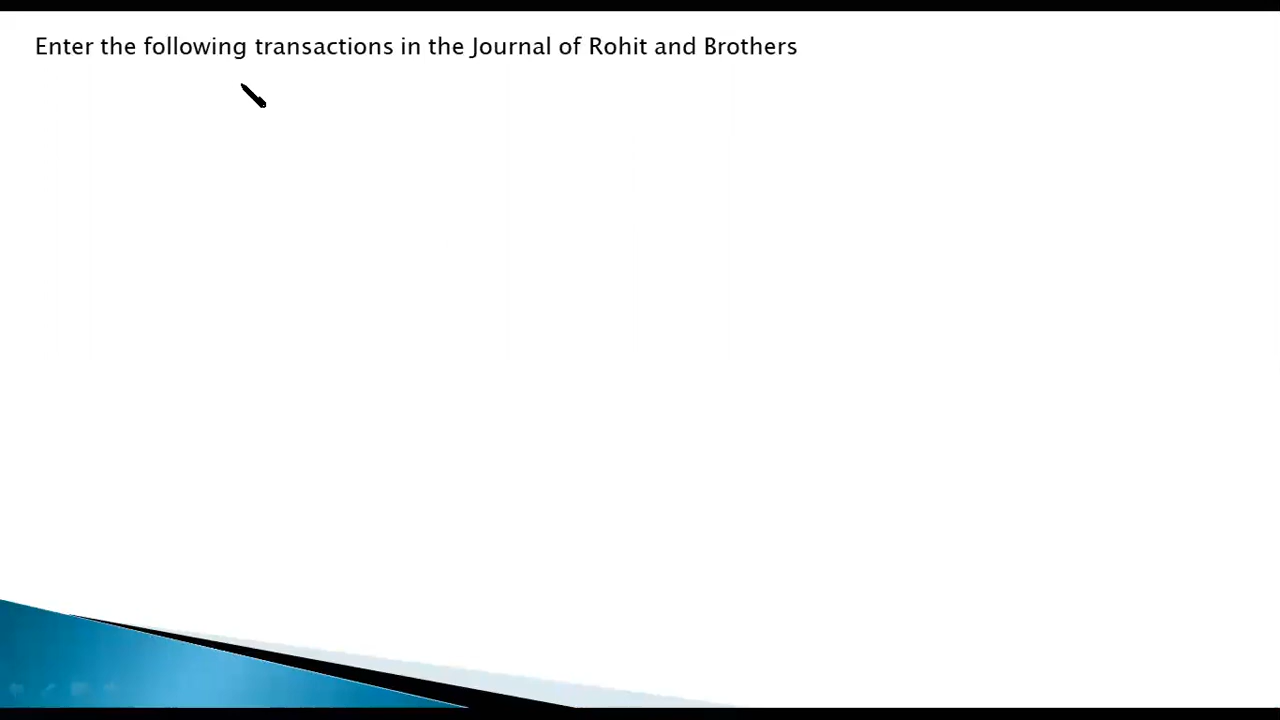 Enter the following transactions in the Journal of Rohit and Brothers